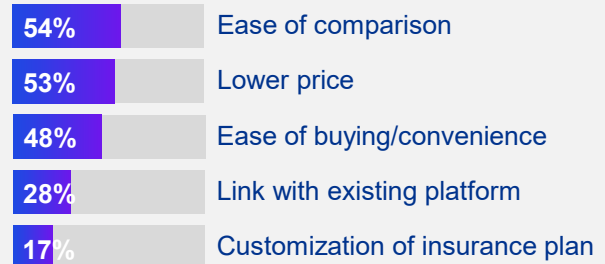 54% Ease of comparison
53% Lower price
48% Ease of buying/convenience
28% Link with existing platform
17% Customization of insurance plan